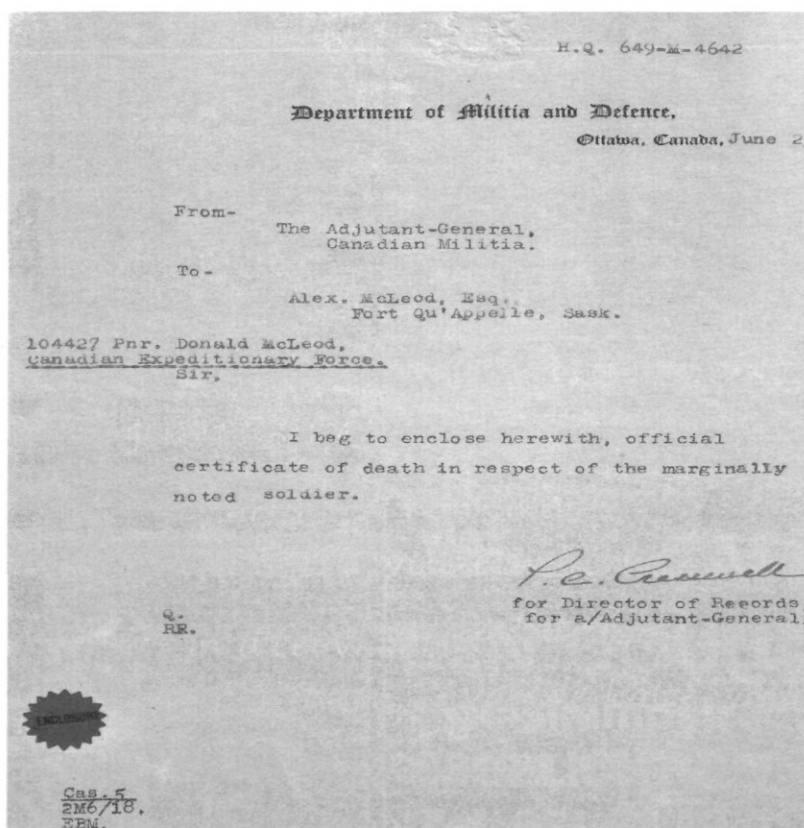 H.Q. 649-M-4642
Department of Militia and Defence,
Ottawa, Canada, June 2
From-
The Adjutant-General,
Canadian Militia.
To-
Alex. McLeod, Esq.
Fort Qu'Appelle, Sask.
104427 Pnr. Donald McLeod,
Canadian Expeditionary Force.
Sir,
I beg to enclose herewith, official
certificate of death in respect of the marginally
noted soldier.
for Director of Records
for a/Adjutant-General.
Q.
RR.
ENCLOSURE
Cas.5
2M6/18.
EBM.